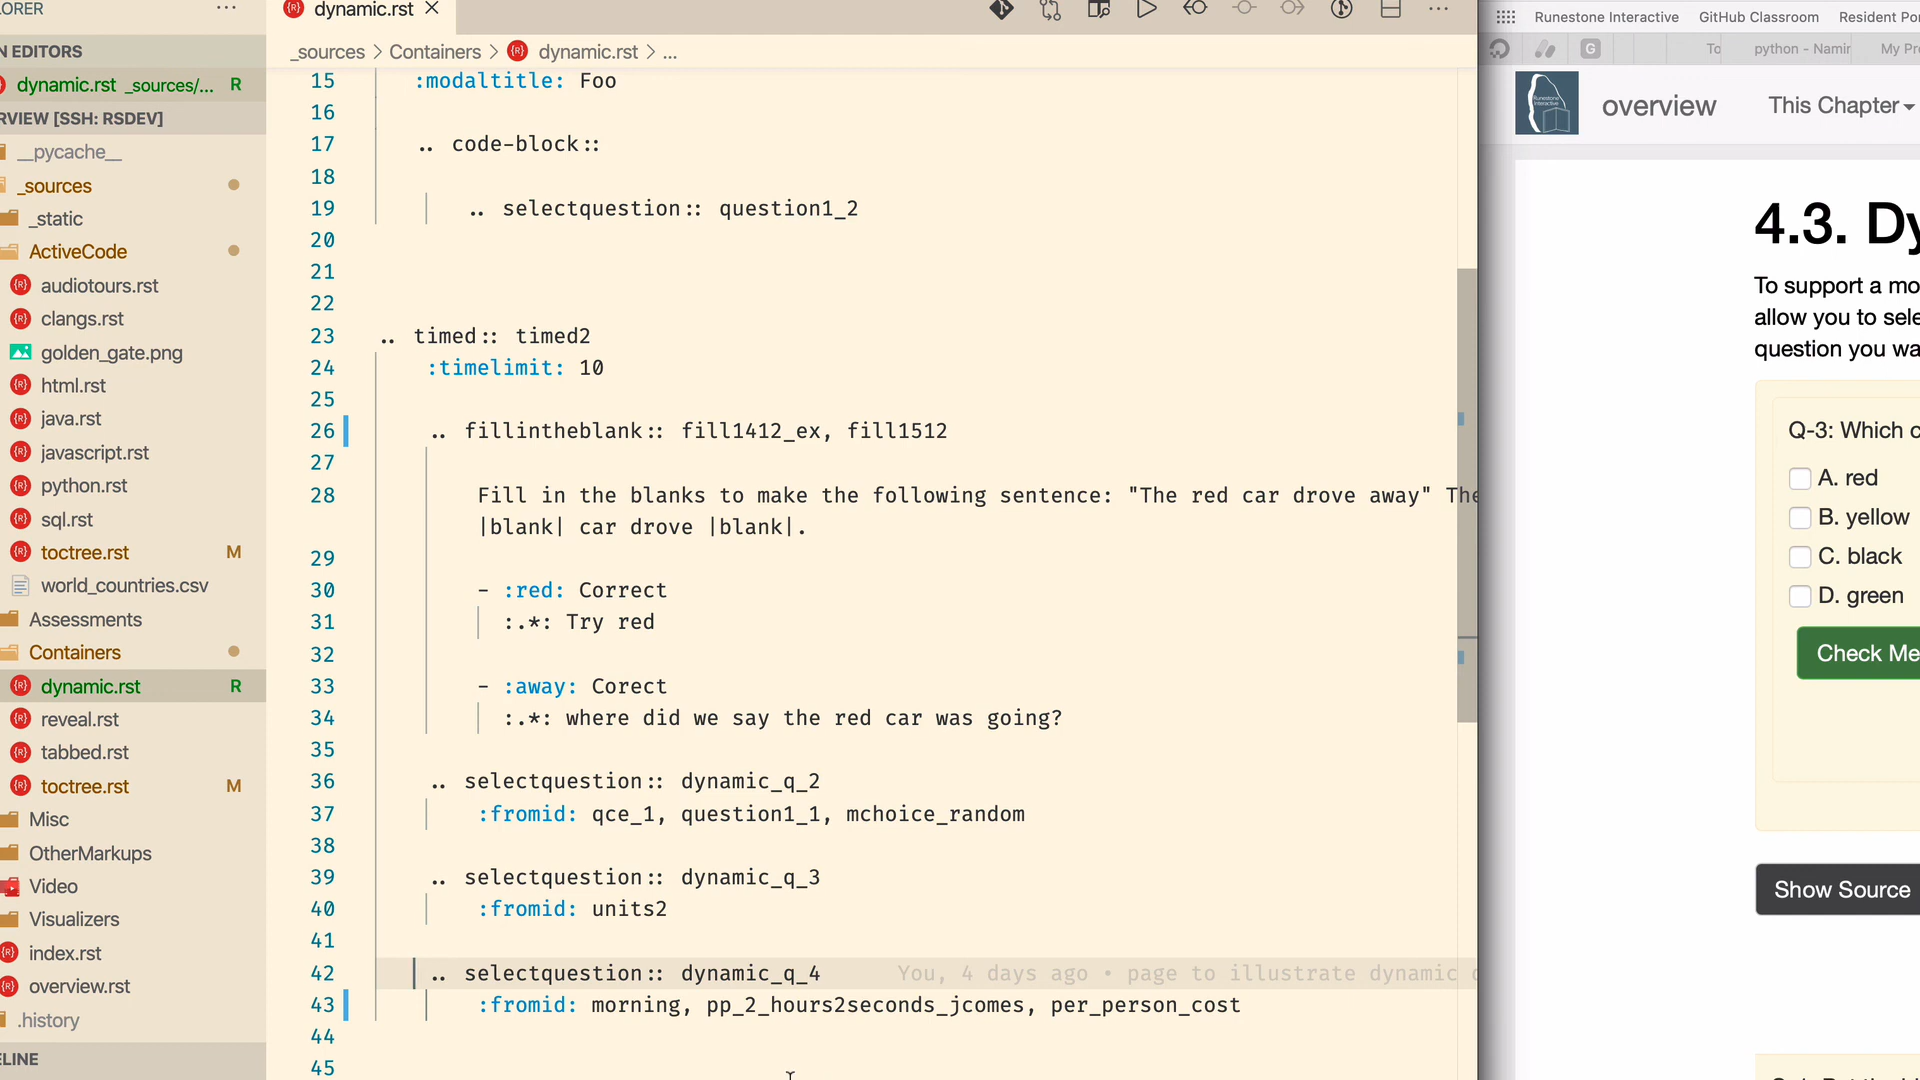 LORER
dynamic.rst
N EDITORS
dynamic.rst _sources/... R
RVIEW [SSH: RSDEV]
__pycache__
_sources
_static
ActiveCode
audiotours.rst
clangs.rst
golden_gate.png
html.rst
java.rst
javascript.rst
python.rst
sql.rst
toctree.rst M
world_countries.csv
Assessments
Containers
dynamic.rst R
reveal.rst
tabbed.rst
toctree.rst M
Misc
OtherMarkups
Video
Visualizers
index.rst
overview.rst
.history
ELINE
_sources > Containers > dynamic.rst > ...
15 :modaltitle: Foo
16
17 .. code-block::
18
19 .. selectquestion:: question1_2
20
21
22
23 .. timed:: timed2
24 :timelimit: 10
25
26 .. fillintheblank:: fill1412_ex, fill1512
27
28 Fill in the blanks to make the following sentence: "The red car drove away" The
|blank| car drove |blank|.
29
30 - :red: Correct
31 :.*: Try red
32
33 - :away: Corect
34 :.*: where did we say the red car was going?
35
36 .. selectquestion:: dynamic_q_2
37 :fromid: qce_1, question1_1, mchoice_random
38
39 .. selectquestion:: dynamic_q_3
40 :fromid: units2
41
42 .. selectquestion:: dynamic_q_4 You, 4 days ago • page to illustrate dynamic
43 :fromid: morning, pp_2_hours2seconds_jcomes, per_person_cost
44
45
Runestone Interactive GitHub Classroom Resident Por
G To python - Namin My Pr
Runestone
Interactive
overview This Chapter
4.3. Dy
To support a mo
allow you to sele
question you wa
Q-3: Which c
A. red
B. yellow
C. black
D. green
Check Me
Show Source